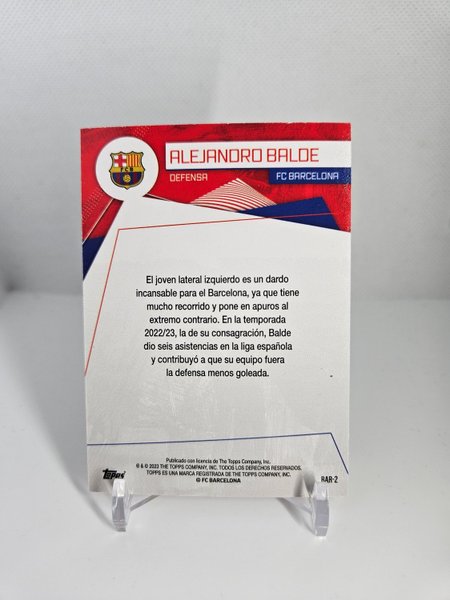 FCB
ALEJANDRO BALDE
DEFENSA
FC BARCELONA
El joven lateral izquierdo es un dardo
incansable para el Barcelona, ya que tiene
mucho recorrido y pone en apuros al
extremo contrario. En la temporada
2022/23, la de su consagración, Balde
dio seis asistencias en la liga española
y contribuyó a que su equipo fuera
la defensa menos goleada.
Publicado con licencia de The Topps Company, Inc.
® & © 2023 THE TOPPS COMPANY, INC. TODOS LOS DERECHOS RESERVADOS.
TOPPS ES UNA MARCA REGISTRADA DE THE TOPPS COMPANY, INC.
© FC BARCELONA
topps
RAR-2